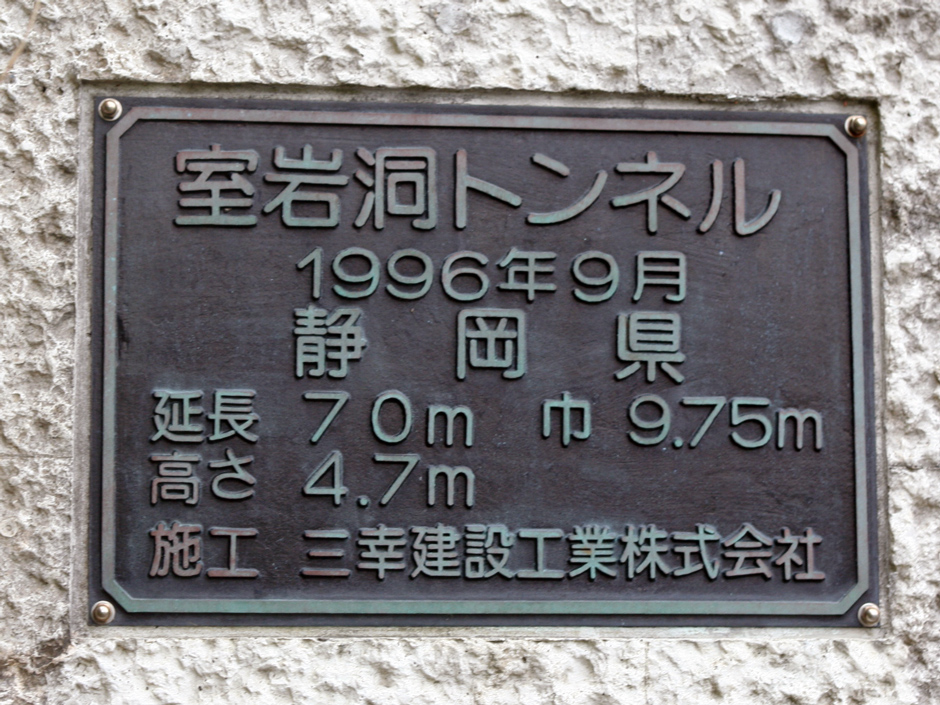 室岩洞トンネル
1996年9月
静岡県
延長 70m 巾 9.75m
高さ 4.7m
施工 三幸建設工業株式会社